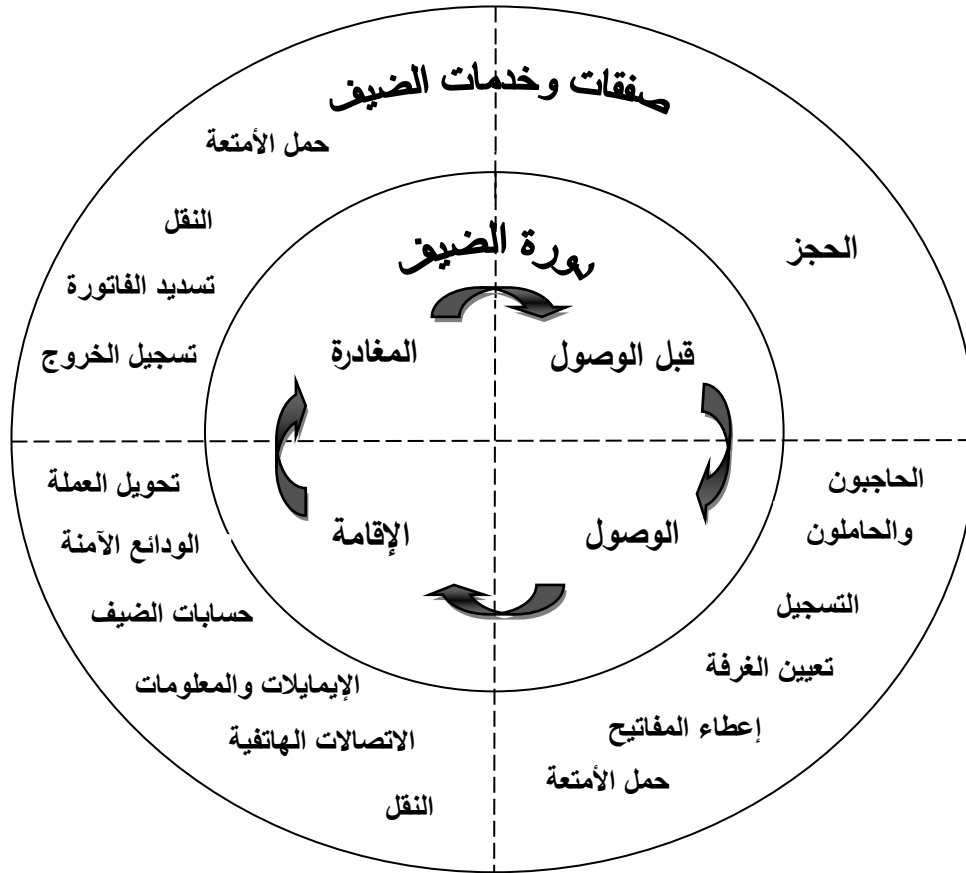 صفقات وخدمات الضيف
دورة الضيف
قبل الوصول
الحجز
الوصول
الحاجبون
والحاملون
التسجيل
تعيين الغرفة
إعطاء المفاتيح
حمل الأمتعة
الإقامة
تحويل العملة
الودائع الآمنة
حسابات الضيف
الإيمايلات والمعلومات
الاتصالات الهاتفية
النقل
المغادرة
حمل الأمتعة
النقل
تسديد الفاتورة
تسجيل الخروج